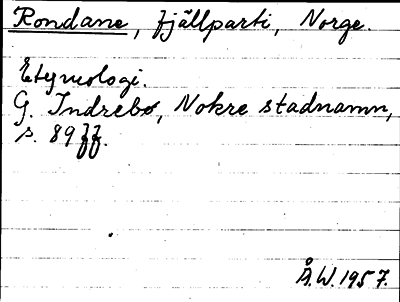 Rondane, fjällparti, Norge.
Etymologi.
G. Indrebø, Nokre stadnamn,
s. 89 ff.
Å.W. 1957.